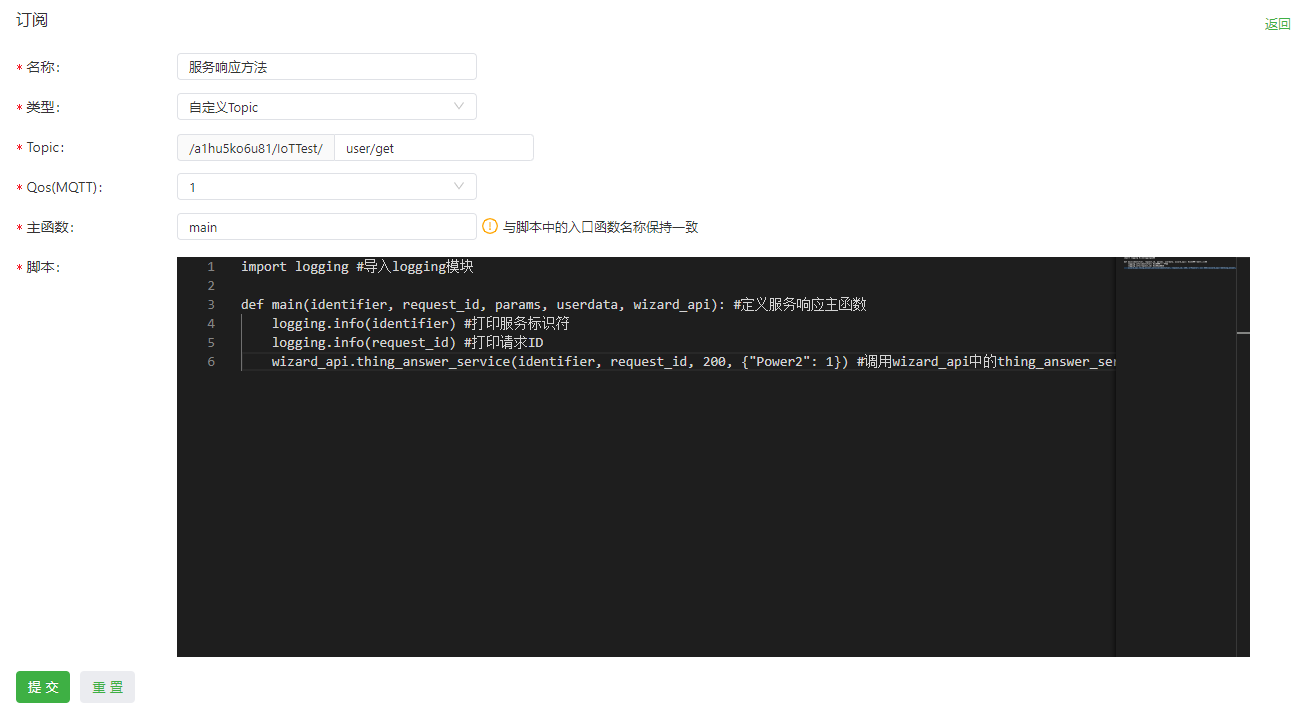 订阅
返回
* 名称:
服务响应方法
* 类型:
自定义Topic
* Topic:
/a1hu5ko6u81/IoTTest/ user/get
* Qos(MQTT):
1
* 主函数:
main
与脚本中的入口函数名称保持一致
* 脚本:
1 import logging #导入logging模块
2
3 def main(identifier, request_id, params, userdata, wizard_api): #定义服务响应主函数
4 logging.info(identifier) #打印服务标识符
5 logging.info(request_id) #打印请求ID
6 wizard_api.thing_answer_service(identifier, request_id, 200, {"Power2": 1}) #调用wizard_api中的thing_answer_ser
提 交
重 置